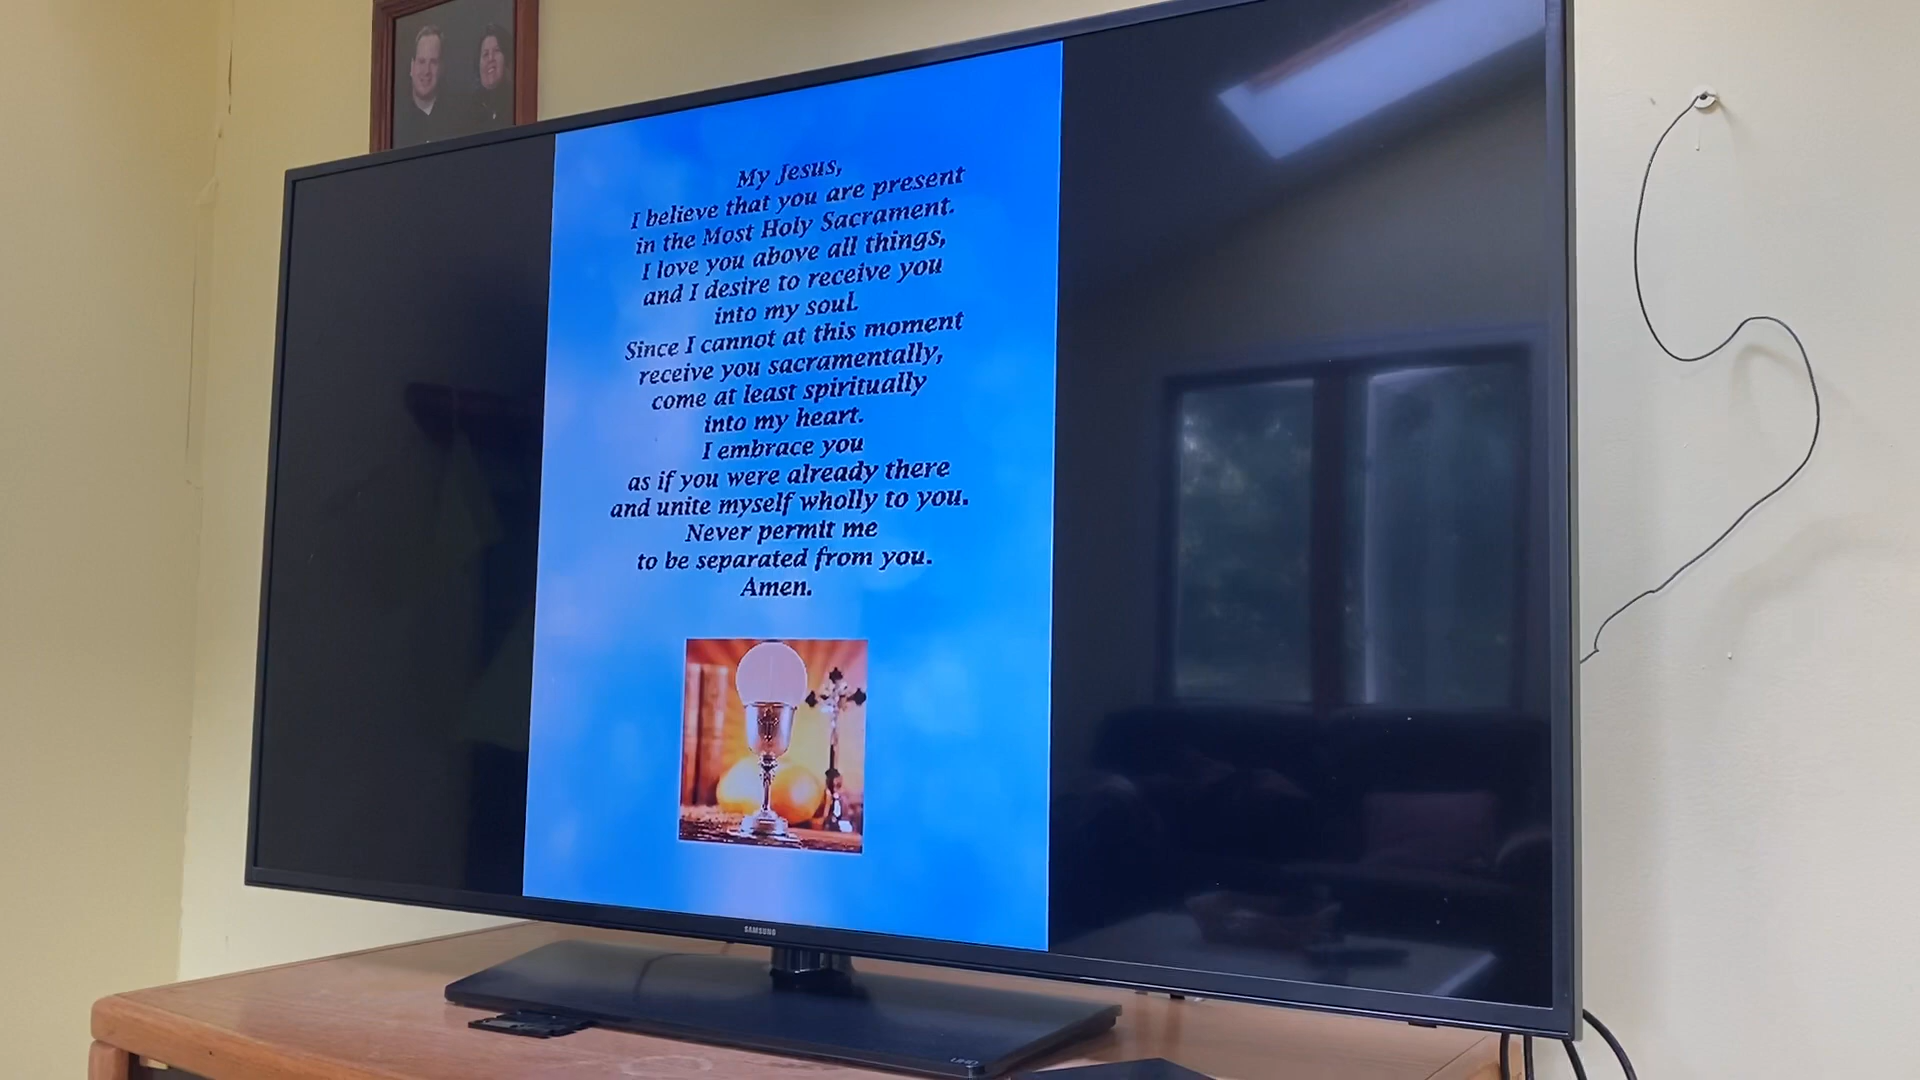 My Jesus,
I believe that you are present
in the Most Holy Sacrament.
I love you above all things,
and I desire to receive you
into my soul.
Since I cannot at this moment
receive you sacramentally,
come at least spiritually
into my heart.
I embrace you
as if you were already there
and unite myself wholly to you.
Never permit me
to be separated from you.
Amen.
SAMSUNG
UHD